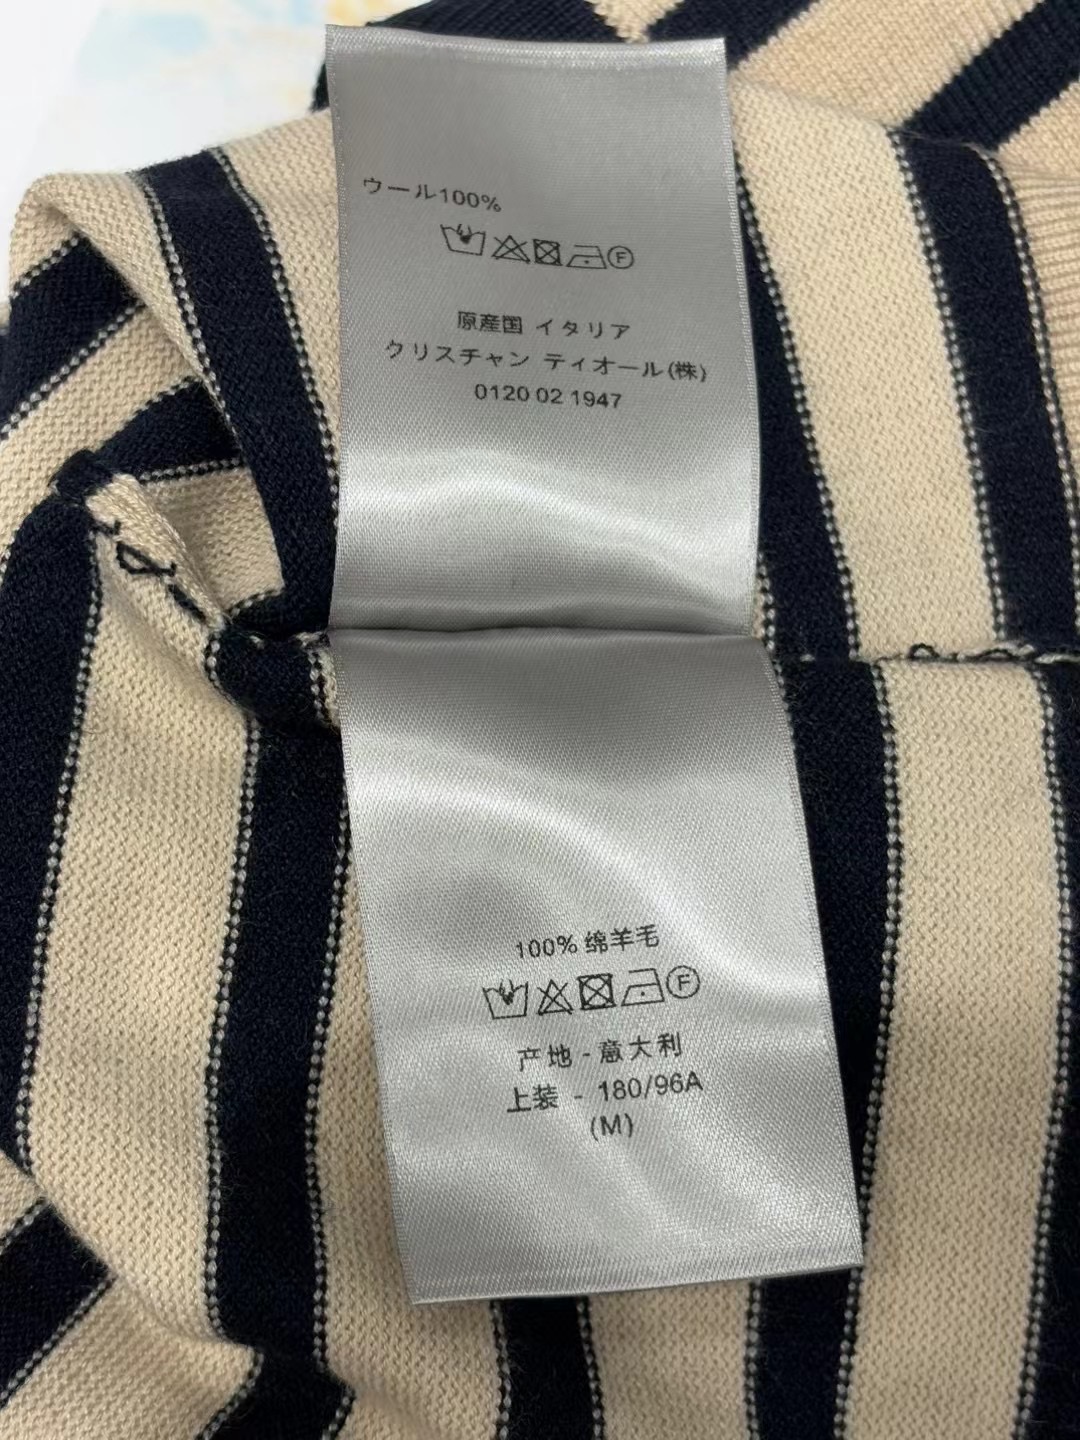 ウール100%
F
原産国 イタリア
クリスチャン ティオール(株)
0120 02 1947
100% 绵羊毛
F
产地 - 意大利
上装 - 180/96A
(M)